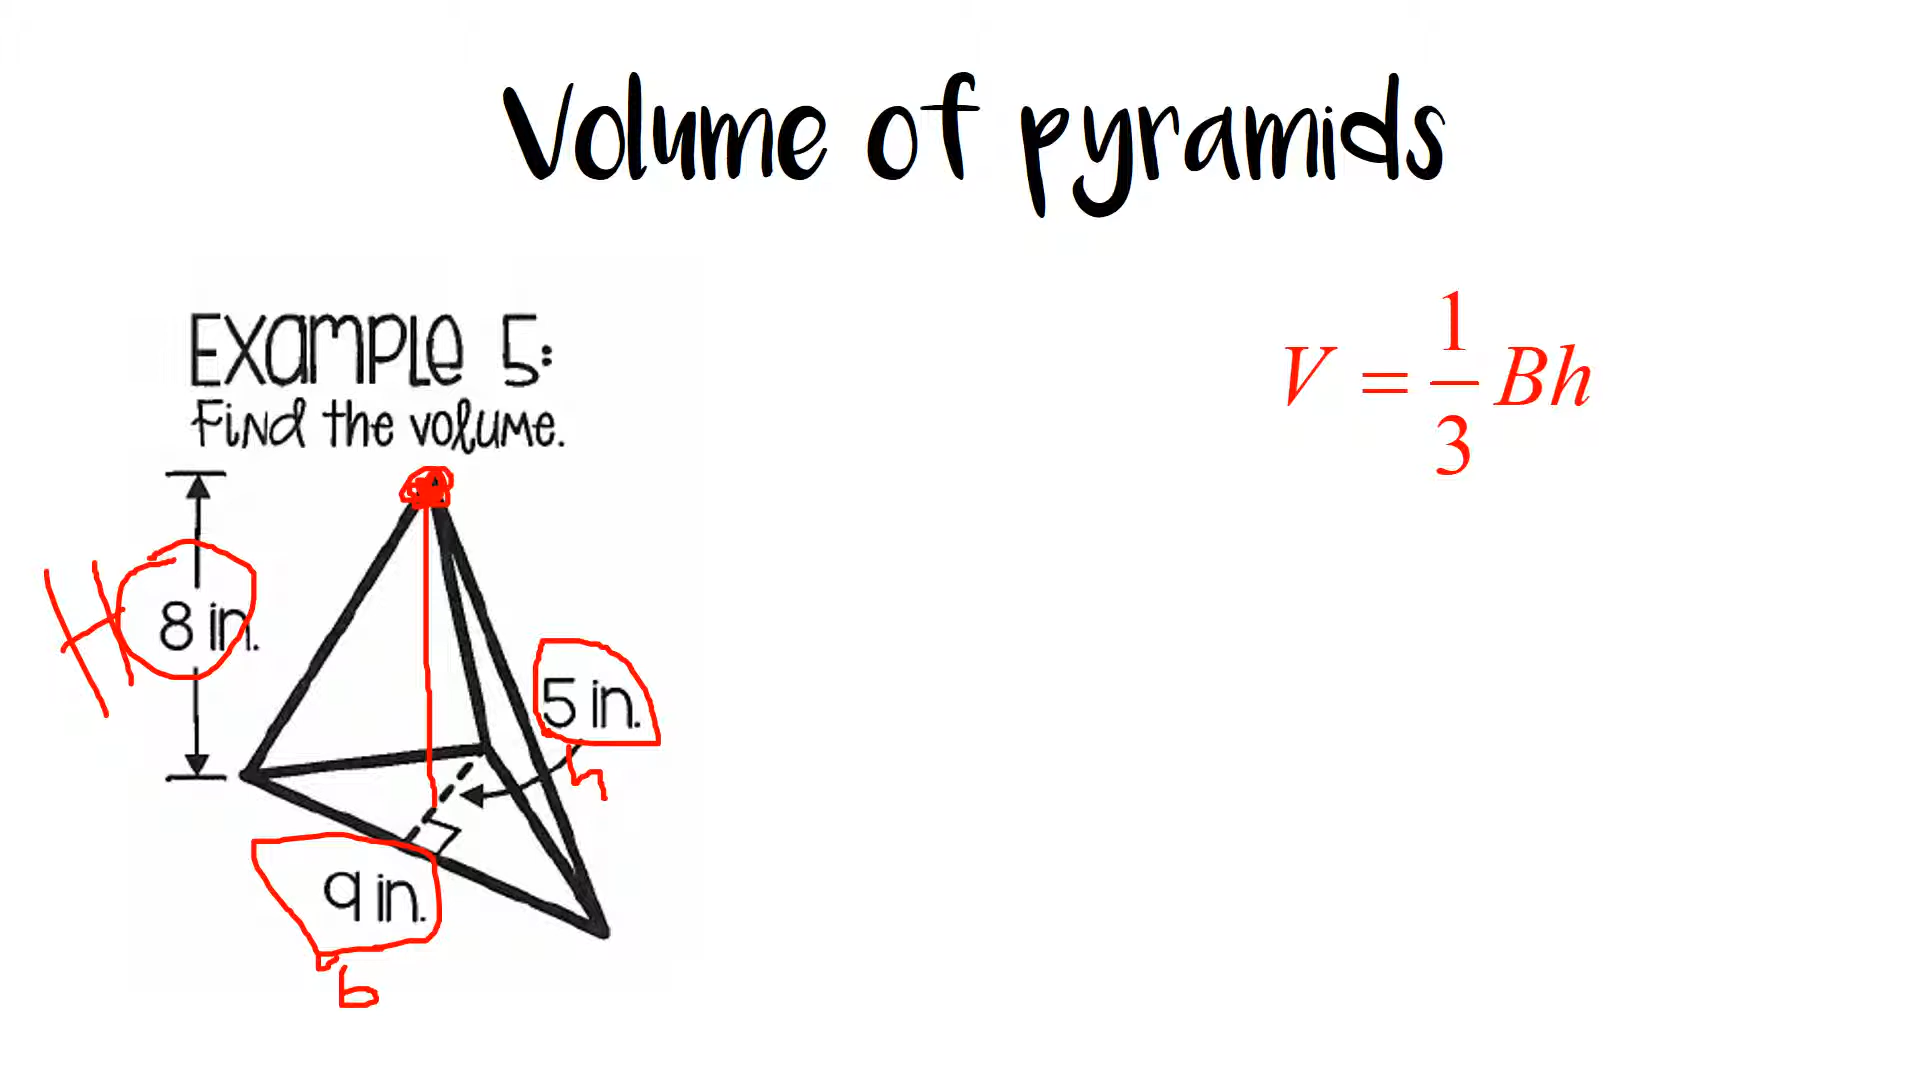 Volume of pyramids
Example 5:
Find the volume.
V = 1/3 Bh
H
8 in.
5 in.
h
9 in.
b